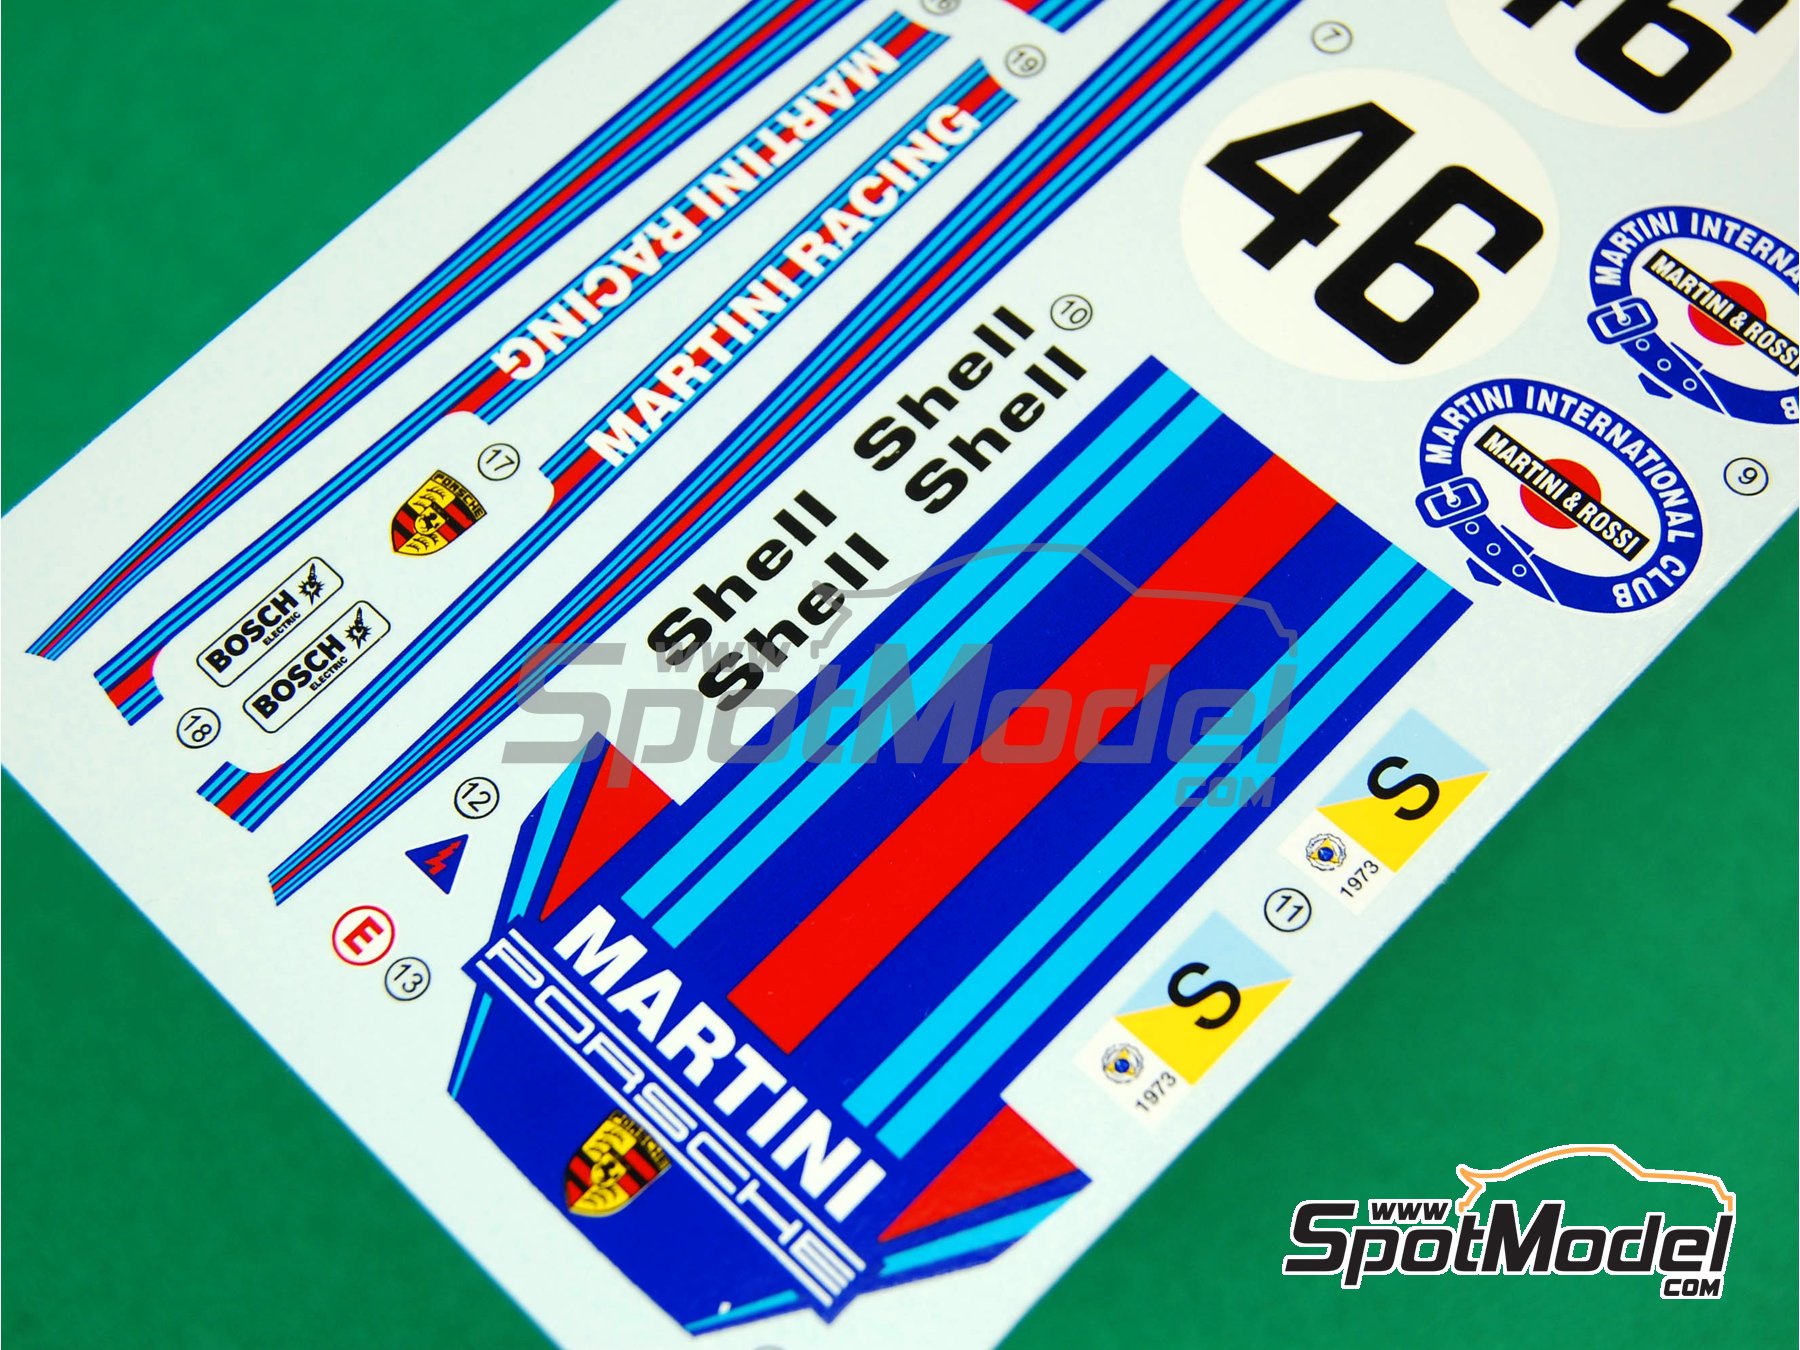 16
MARTINI RACING
19
MARTINI RACING
7
46
46
10
Shell
Shell
Shell
Shell
MARTINI INTERNA
MARTINI & ROSSI
B
MARTINI INTERNATIONAL CLUB
MARTINI & ROSSI
9
17
PORSCHE
BOSCH
ELECTRIC
BOSCH
ELECTRIC
18
12
E
13
www
SpotModel
.COM
S
1973
11
S
1973
MARTINI
PORSCHE
PORSCHE
www
SpotModel
.COM